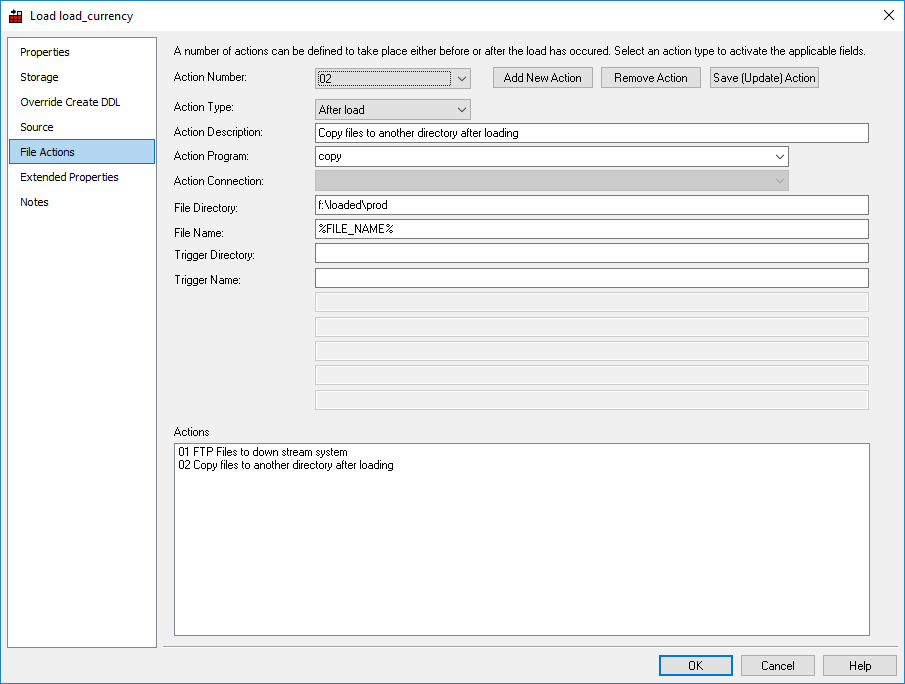 Load load_currency
Properties
Storage
Override Create DDL
Source
File Actions
Extended Properties
Notes
A number of actions can be defined to take place either before or after the load has occured. Select an action type to activate the applicable fields.
Action Number: 02 Add New Action Remove Action Save (Update) Action
Action Type: After load
Action Description: Copy files to another directory after loading
Action Program: copy
Action Connection:
File Directory: f:\loaded\prod
File Name: %FILE_NAME%
Trigger Directory:
Trigger Name:
Actions
01 FTP Files to down stream system
02 Copy files to another directory after loading
OK Cancel Help